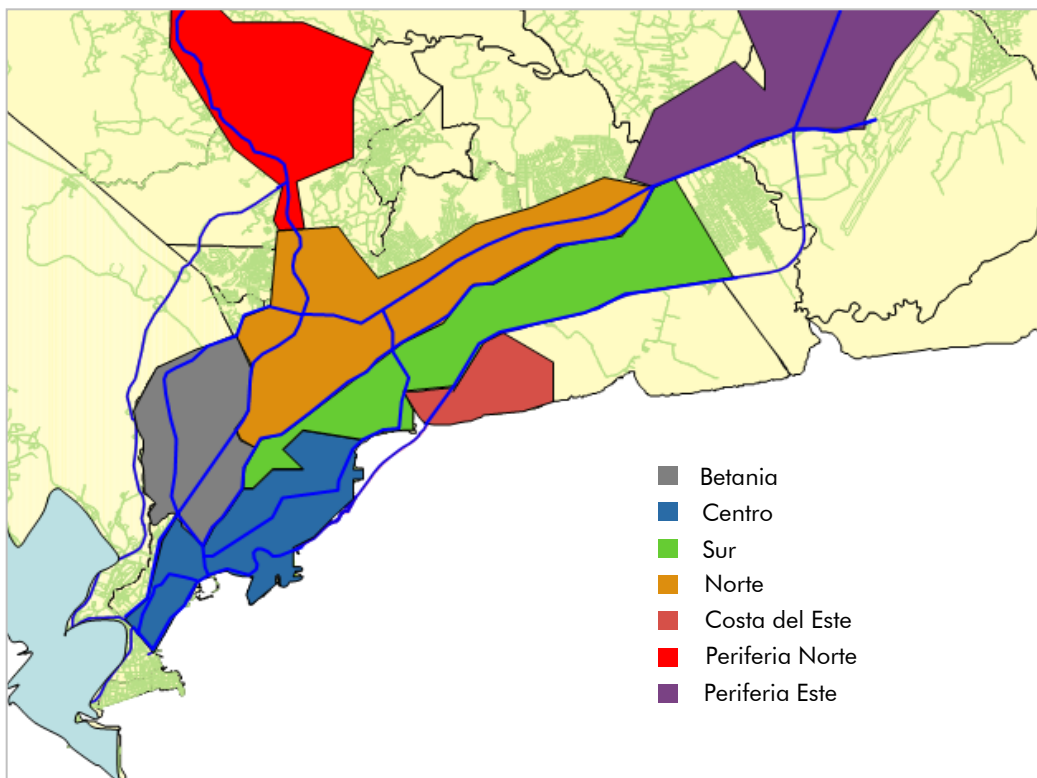 Betania
Centro
Sur
Norte
Costa del Este
Periferia Norte
Periferia Este